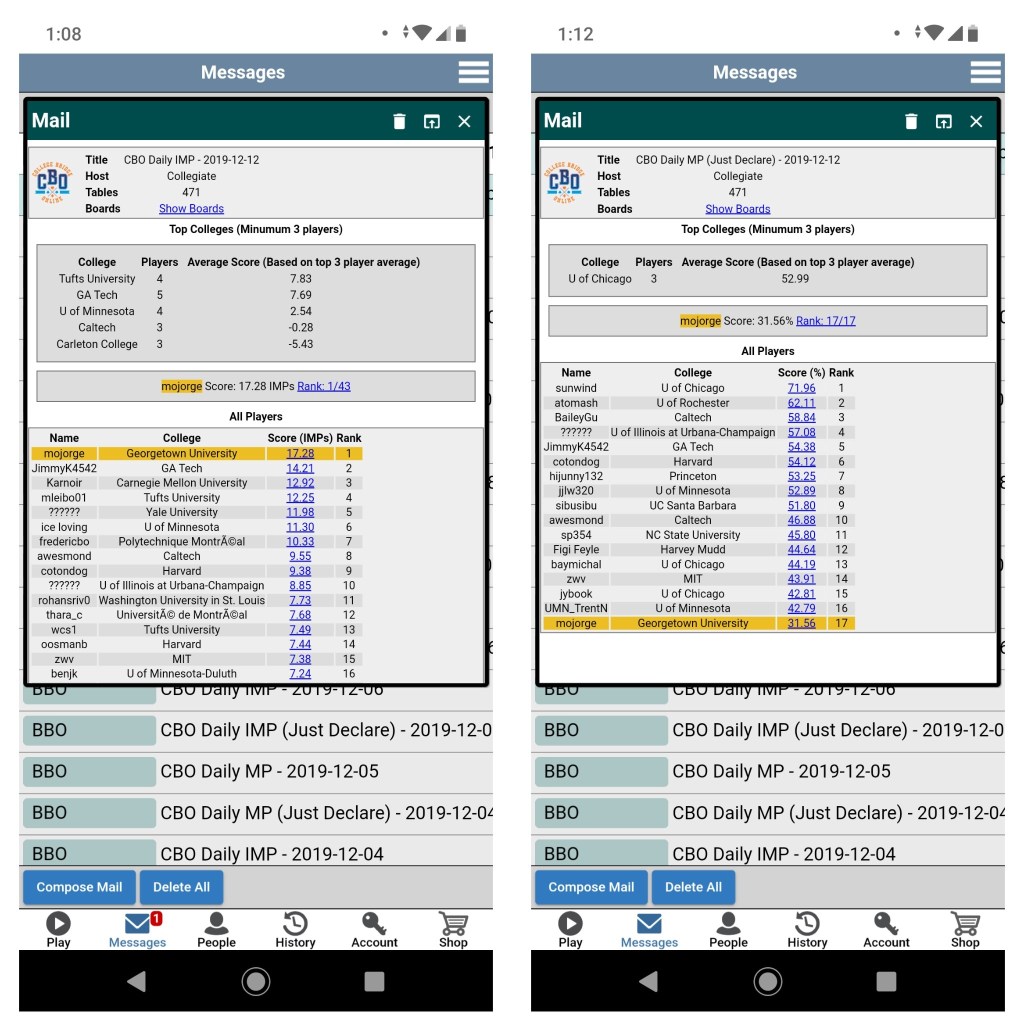 1:08
Messages
Mail
COLLEGE BRIDGE
CBO
ONLINE
Title CBO Daily IMP - 2019-12-12
Host Collegiate
Tables 471
Boards Show Boards
Top Colleges (Minumum 3 players)
College Players Average Score (Based on top 3 player average)
Tufts University 4 7.83
GA Tech 5 7.69
U of Minnesota 4 2.54
Caltech 3 -0.28
Carleton College 3 -5.43
mojorge Score: 17.28 IMPs Rank: 1/43
All Players
Name College Score (IMPs) Rank
mojorge Georgetown University 17.28 1
JimmyK4542 GA Tech 14.21 2
Karnoir Carnegie Mellon University 12.92 3
mleibo01 Tufts University 12.25 4
?????? Yale University 11.98 5
ice loving U of Minnesota 11.30 6
fredericbo Polytechnique MontrÃ©al 10.33 7
awesmond Caltech 9.55 8
cotondog Harvard 9.38 9
?????? U of Illinois at Urbana-Champaign 8.85 10
rohansriv0 Washington University in St. Louis 7.73 11
thara_c UniversitÃ© de MontrÃ©al 7.68 12
wcs1 Tufts University 7.49 13
oosmanb Harvard 7.44 14
zwv MIT 7.38 15
benjk U of Minnesota-Duluth 7.24 16
BBO CBO Daily IMP - 2019-12-06
BBO CBO Daily IMP (Just Declare) - 2019-12-0
BBO CBO Daily MP - 2019-12-05
BBO CBO Daily MP (Just Declare) - 2019-12-04
BBO CBO Daily IMP - 2019-12-04
Compose Mail Delete All
1
Play Messages People History Account Shop
1:12
Messages
Mail
COLLEGE BRIDGE
CBO
ONLINE
Title CBO Daily MP (Just Declare) - 2019-12-12
Host Collegiate
Tables 471
Boards Show Boards
Top Colleges (Minumum 3 players)
College Players Average Score (Based on top 3 player average)
U of Chicago 3 52.99
mojorge Score: 31.56% Rank: 17/17
All Players
Name College Score (%) Rank
sunwind U of Chicago 71.96 1
atomash U of Rochester 62.11 2
BaileyGu Caltech 58.84 3
?????? U of Illinois at Urbana-Champaign 57.08 4
JimmyK4542 GA Tech 54.38 5
cotondog Harvard 54.12 6
hijunny132 Princeton 53.25 7
jjlw320 U of Minnesota 52.89 8
sibusibu UC Santa Barbara 51.80 9
awesmond Caltech 46.88 10
sp354 NC State University 45.80 11
Figi Feyle Harvey Mudd 44.64 12
baymichal U of Chicago 44.19 13
zwv MIT 43.91 14
jybook U of Chicago 42.81 15
UMN_TrentN U of Minnesota 42.79 16
mojorge Georgetown University 31.56 17
BBO CBO Daily IMP - 2019-12-06
BBO CBO Daily IMP (Just Declare) - 2019-12-0
BBO CBO Daily MP - 2019-12-05
BBO CBO Daily MP (Just Declare) - 2019-12-04
BBO CBO Daily IMP - 2019-12-04
Compose Mail Delete All
Play Messages People History Account Shop